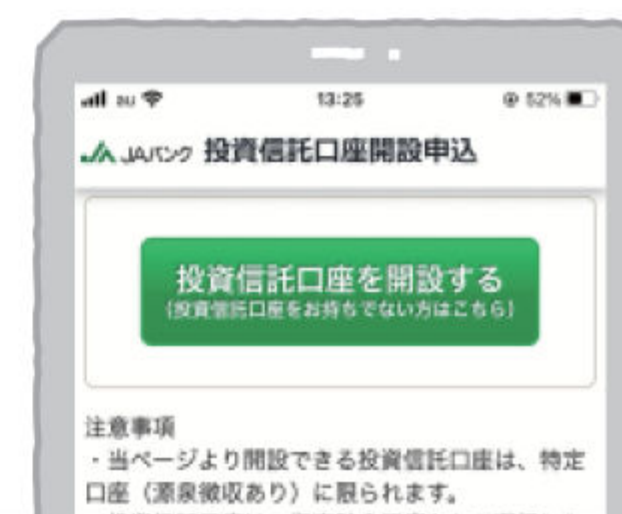 au 13:25 52%
JAバンク 投資信託口座開設申込
投資信託口座を開設する
(投資信託口座をお持ちでない方はこちら)
注意事項
・当ページより開設できる投資信託口座は、特定
口座（源泉徴収あり）に限られます。